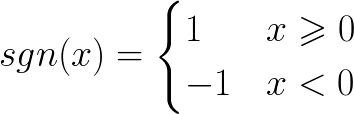 sgn(x) = { 1 x ⩾ 0
−1 x < 0